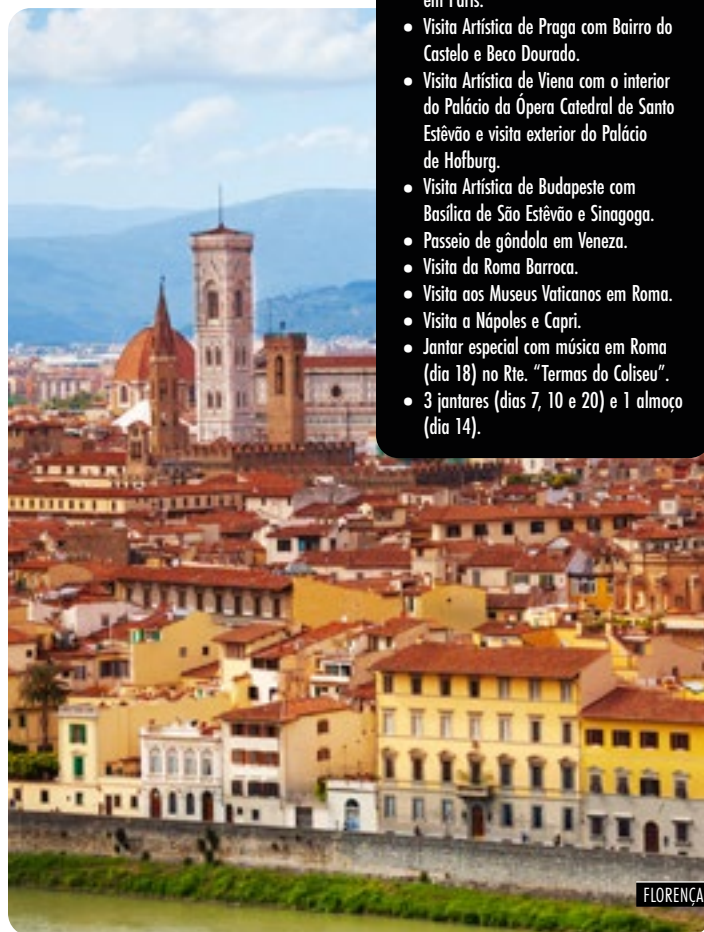 em Paris.
• Visita Artística de Praga com Bairro do
Castelo e Beco Dourado.
• Visita Artística de Viena com o interior
do Palácio da Ópera Catedral de Santo
Estêvão e visita exterior do Palácio
de Hofburg.
• Visita Artística de Budapeste com
Basílica de São Estêvão e Sinagoga.
• Passeio de gôndola em Veneza.
• Visita da Roma Barroca.
• Visita aos Museus Vaticanos em Roma.
• Visita a Nápoles e Capri.
• Jantar especial com música em Roma
(dia 18) no Rte. “Termas do Coliseu”.
• 3 jantares (dias 7, 10 e 20) e 1 almoço
(dia 14).
FLORENÇA